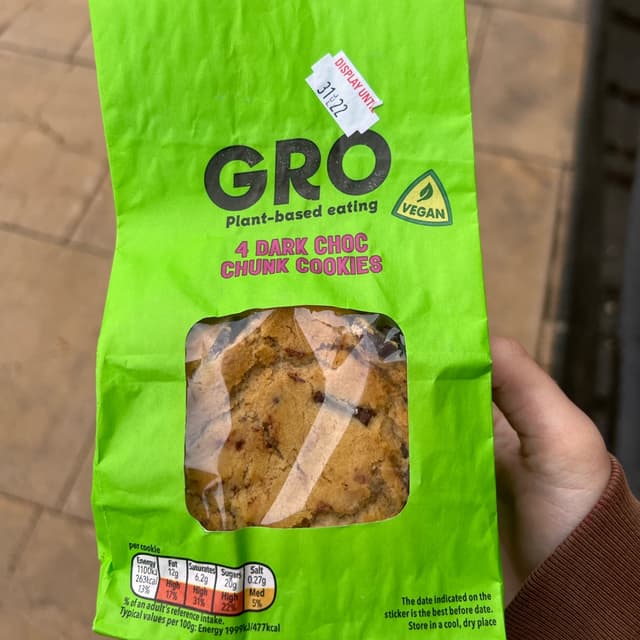 DISPLAY UNTIL
31 22
GRO
Plant-based eating
VEGAN
4 DARK CHOC
CHUNK COOKIES
per cookie
Energy Fat Saturates Sugars Salt
1100kJ 12g 6.2g 20g 0.27g
263kcal High High High Med
13% 17% 31% 22% 5%
% of an adult's reference intake.
Typical values per 100g: Energy 1999kJ/477kcal
The date indicated on the
sticker is the best before date.
Store in a cool, dry place